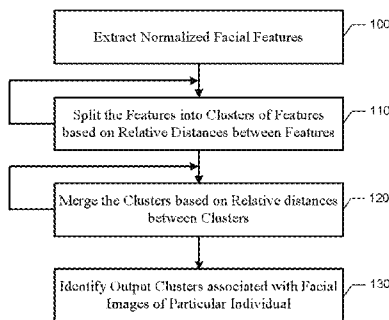 Extract Normalized Facial Features
100
Split the Features into Clusters of Features
based on Relative Distances between Features
110
Merge the Clusters based on Relative distances
between Clusters
120
Identify Output Clusters associated with Facial
Images of Particular Individual
130